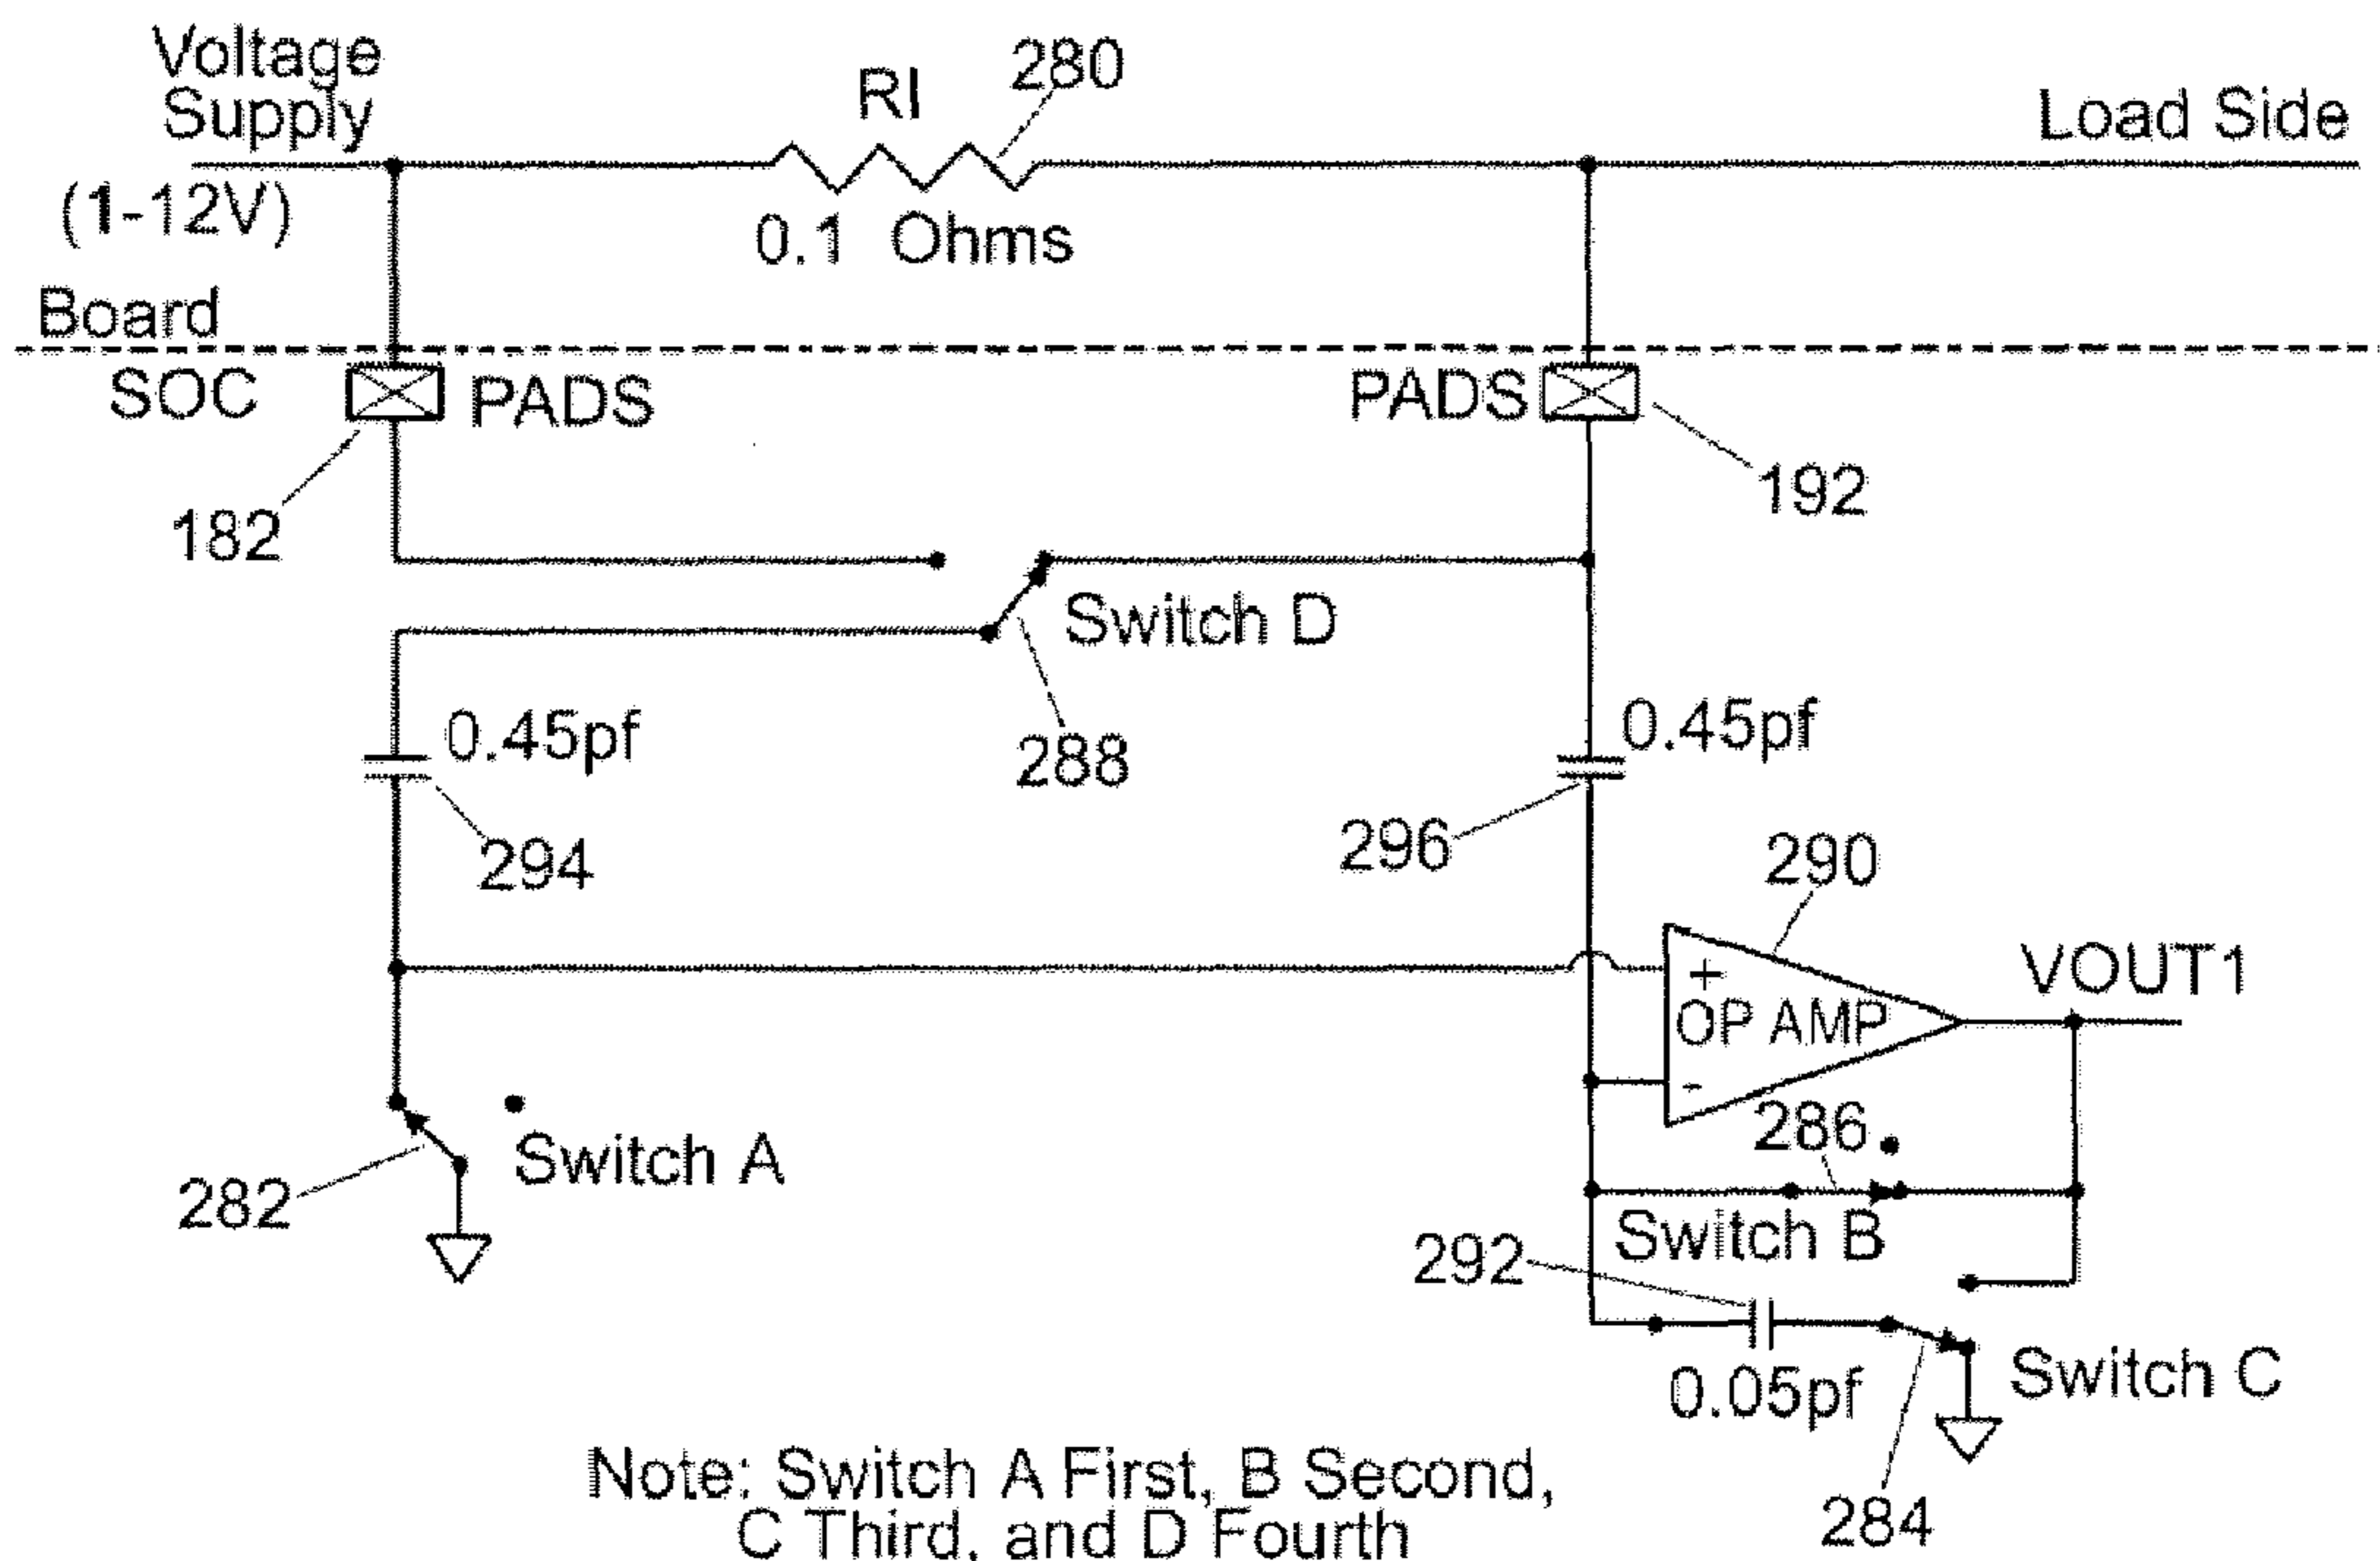 Voltage
Supply
(1-12V)
RI
280
0.1 Ohms
Load Side
Board
SOC
PADS
PADS
182
192
Switch D
288
0.45pf
294
0.45pf
296
290
+
OP AMP
-
VOUT1
Switch A
282
286
Switch B
292
0.05pf
Switch C
284
Note: Switch A First, B Second,
C Third, and D Fourth